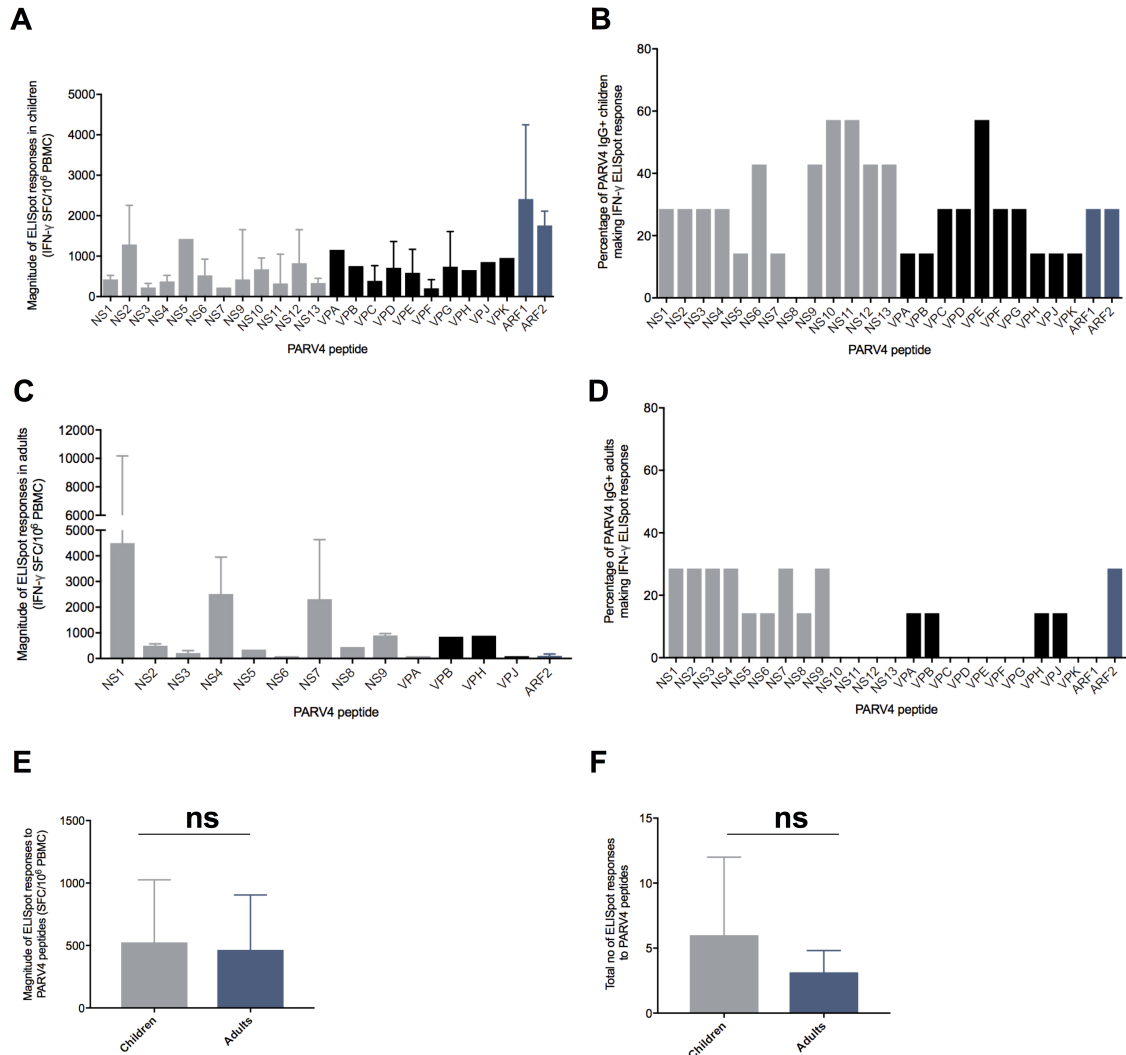 A
Magnitude of ELISpot responses in children
(IFN-γ SFC/10⁶ PBMC)
5000
4000
3000
2000
1000
0
NS1 NS2 NS3 NS4 NS5 NS6 NS7 NS9 NS10 NS11 NS12 NS13 VPA VPB VPC VPD VPE VPF VPG VPH VPJ VPK ARF1 ARF2
PARV4 peptide
B
Percentage of PARV4 IgG+ children
making IFN-γ ELISpot response
80
60
40
20
0
NS1 NS2 NS3 NS4 NS5 NS6 NS7 NS8 NS9 NS10 NS11 NS12 NS13 VPA VPB VPC VPD VPE VPF VPG VPH VPJ VPK ARF1 ARF2
PARV4 peptide
C
Magnitude of ELISpot responses in adults
(IFN-γ SFC/10⁶ PBMC)
12000
10000
8000
6000
5000
4000
3000
2000
1000
0
NS1 NS2 NS3 NS4 NS5 NS6 NS7 NS8 NS9 VPA VPB VPH VPJ ARF2
PARV4 peptide
D
Percentage of PARV4 IgG+ adults
making IFN-γ ELISpot response
80
60
40
20
0
NS1 NS2 NS3 NS4 NS5 NS6 NS7 NS8 NS9 NS10 NS11 NS12 NS13 VPA VPB VPC VPD VPE VPF VPG VPH VPJ VPK ARF1 ARF2
PARV4 peptide
E
Magnitude of ELISpot responses to
PARV4 peptides (SFC/10⁶ PBMC)
1500
1000
500
0
ns
Children Adults
F
Total no of ELISpot responses
to PARV4 peptides
15
10
5
0
ns
Children Adults